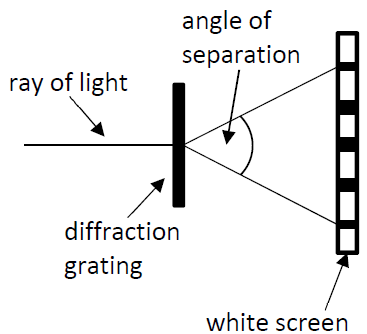 angle of
separation
ray of light
diffraction
grating
white screen